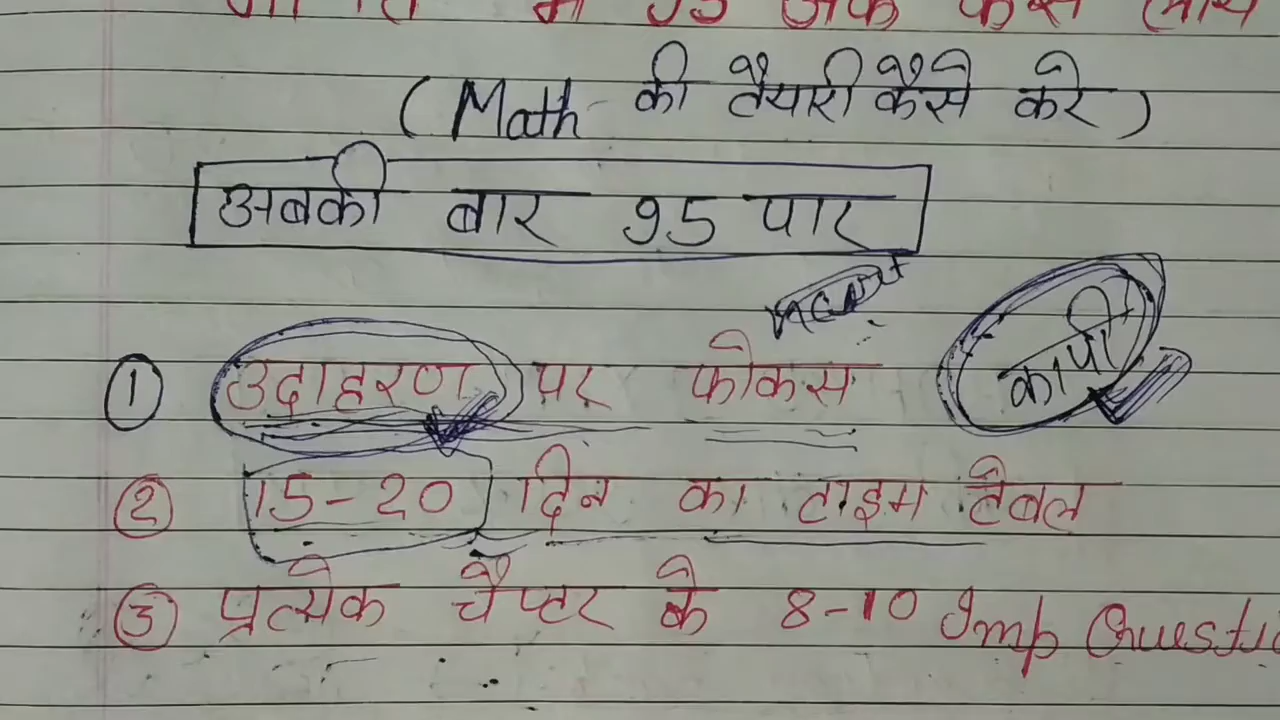 में 95 अंक कैसे लाये
(Math की तैयारी कैसे करे)
अबकी बार 95 पार
① उदाहरण पर फोकस
कापी
② 15-20 दिन का टाइम टेबल
③ प्रत्येक चैप्टर के 8-10 Imp Questi